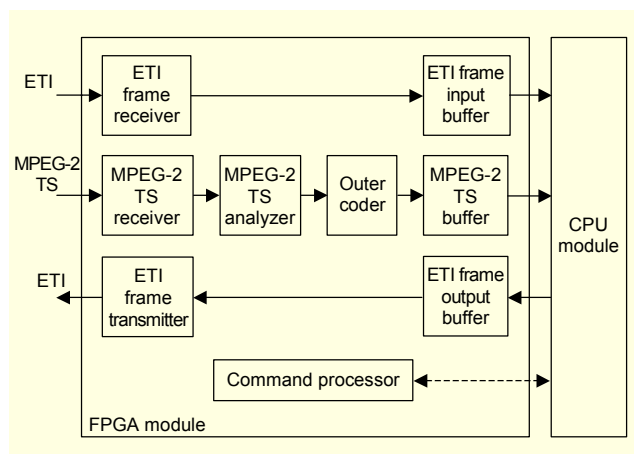 ETI
ETI
frame
receiver
ETI frame
input
buffer
MPEG-2
TS
MPEG-2
TS
receiver
MPEG-2
TS
analyzer
Outer
coder
MPEG-2
TS
buffer
CPU
module
ETI
ETI
frame
transmitter
ETI frame
output
buffer
Command processor
FPGA module